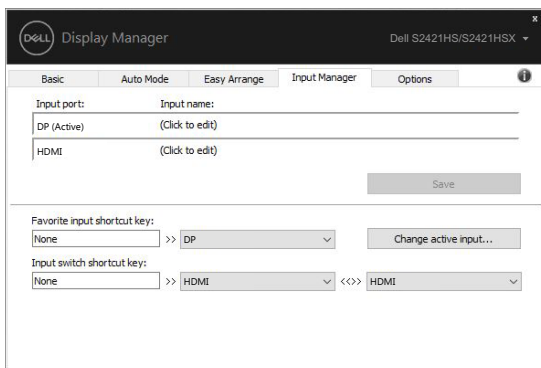 x
DELL Display Manager Dell S2421HS/S2421HSX
Basic Auto Mode Easy Arrange Input Manager Options i
Input port: Input name:
DP (Active) (Click to edit)
HDMI (Click to edit)
Save
Favorite input shortcut key:
None >> DP Change active input...
Input switch shortcut key:
None >> HDMI <<>> HDMI